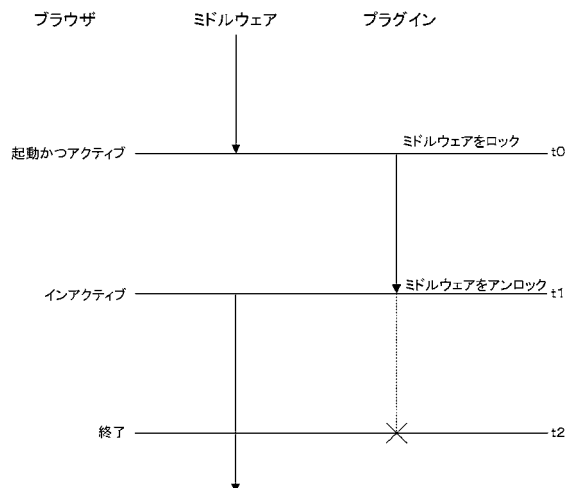 ブラウザ ミドルウェア プラグイン
起動かつアクティブ ミドルウェアをロック t0
インアクティブ ミドルウェアをアンロック t1
終了 t2